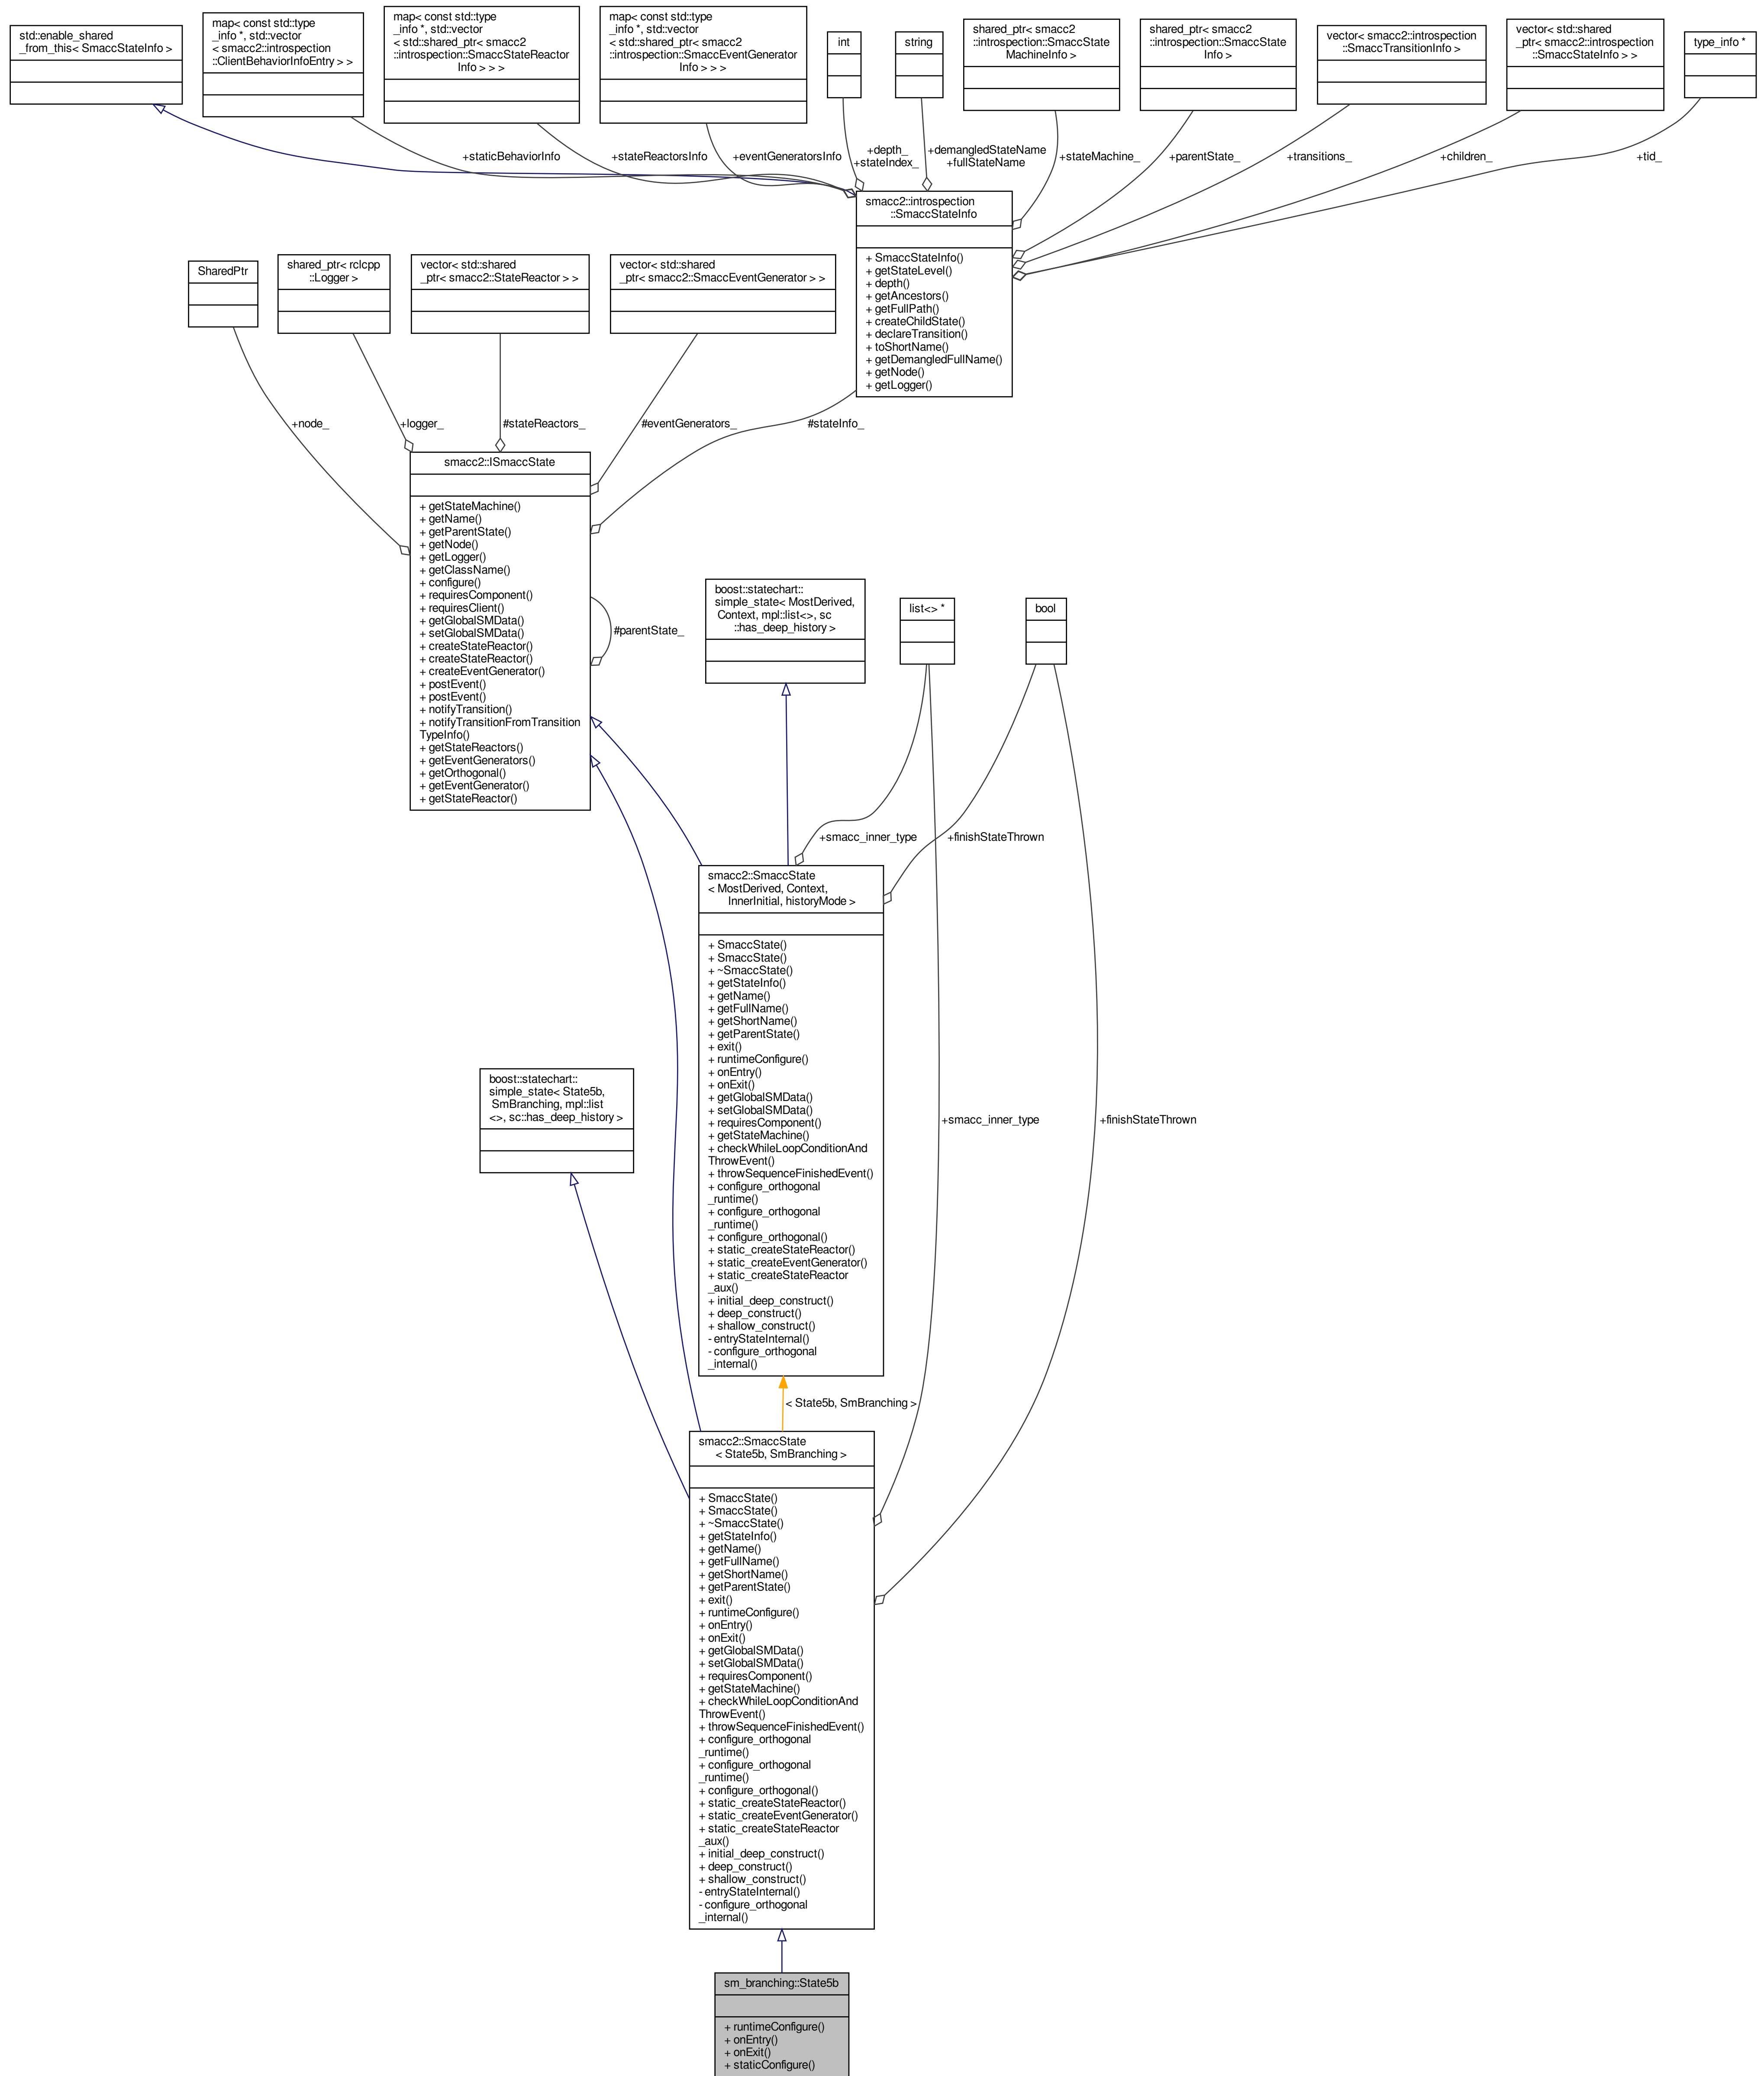 std::enable_shared
_from_this< SmaccStateInfo >
map< const std::type
_info *, std::vector
< smacc2::introspection
::ClientBehaviorInfoEntry > >
map< const std::type
_info *, std::vector
< std::shared_ptr< smacc2
::introspection::SmaccStateReactor
Info > > >
map< const std::type
_info *, std::vector
< std::shared_ptr< smacc2
::introspection::SmaccEventGenerator
Info > > >
int
string
shared_ptr< smacc2
::introspection::SmaccState
MachineInfo >
shared_ptr< smacc2
::introspection::SmaccState
Info >
vector< smacc2::introspection
::SmaccTransitionInfo >
vector< std::shared
_ptr< smacc2::introspection
::SmaccStateInfo > >
type_info *
+staticBehaviorInfo
+stateReactorsInfo
+eventGeneratorsInfo
+depth_
+stateIndex_
+demangledStateName
+fullStateName
+stateMachine_
+parentState_
+transitions_
+children_
+tid_
smacc2::introspection
::SmaccStateInfo
+ SmaccStateInfo()
+ getStateLevel()
+ depth()
+ getAncestors()
+ getFullPath()
+ createChildState()
+ declareTransition()
+ toShortName()
+ getDemangledFullName()
+ getNode()
+ getLogger()
SharedPtr
shared_ptr< rclcpp
::Logger >
vector< std::shared
_ptr< smacc2::StateReactor > >
vector< std::shared
_ptr< smacc2::SmaccEventGenerator > >
+node_
+logger_
#stateReactors_
#eventGenerators_
#stateInfo_
smacc2::ISmaccState
+ getStateMachine()
+ getName()
+ getParentState()
+ getNode()
+ getLogger()
+ getClassName()
+ configure()
+ requiresComponent()
+ requiresClient()
+ getGlobalSMData()
+ setGlobalSMData()
+ createStateReactor()
+ createStateReactor()
+ createEventGenerator()
+ postEvent()
+ postEvent()
+ notifyTransition()
+ notifyTransitionFromTransition
TypeInfo()
+ getStateReactors()
+ getEventGenerators()
+ getOrthogonal()
+ getEventGenerator()
+ getStateReactor()
#parentState_
boost::statechart::
simple_state< MostDerived,
Context, mpl::list<>, sc
::has_deep_history >
list<> *
bool
+smacc_inner_type
+finishStateThrown
smacc2::SmaccState
< MostDerived, Context,
InnerInitial, historyMode >
+ SmaccState()
+ SmaccState()
+ ~SmaccState()
+ getStateInfo()
+ getName()
+ getFullName()
+ getShortName()
+ getParentState()
+ exit()
+ runtimeConfigure()
+ onEntry()
+ onExit()
+ getGlobalSMData()
+ setGlobalSMData()
+ requiresComponent()
+ getStateMachine()
+ checkWhileLoopConditionAnd
ThrowEvent()
+ throwSequenceFinishedEvent()
+ configure_orthogonal
_runtime()
+ configure_orthogonal
_runtime()
+ configure_orthogonal()
+ static_createStateReactor()
+ static_createEventGenerator()
+ static_createStateReactor
_aux()
+ initial_deep_construct()
+ deep_construct()
+ shallow_construct()
- entryStateInternal()
- configure_orthogonal
_internal()
boost::statechart::
simple_state< State5b,
SmBranching, mpl::list
<>, sc::has_deep_history >
+smacc_inner_type
+finishStateThrown
< State5b, SmBranching >
smacc2::SmaccState
< State5b, SmBranching >
+ SmaccState()
+ SmaccState()
+ ~SmaccState()
+ getStateInfo()
+ getName()
+ getFullName()
+ getShortName()
+ getParentState()
+ exit()
+ runtimeConfigure()
+ onEntry()
+ onExit()
+ getGlobalSMData()
+ setGlobalSMData()
+ requiresComponent()
+ getStateMachine()
+ checkWhileLoopConditionAnd
ThrowEvent()
+ throwSequenceFinishedEvent()
+ configure_orthogonal
_runtime()
+ configure_orthogonal
_runtime()
+ configure_orthogonal()
+ static_createStateReactor()
+ static_createEventGenerator()
+ static_createStateReactor
_aux()
+ initial_deep_construct()
+ deep_construct()
+ shallow_construct()
- entryStateInternal()
- configure_orthogonal
_internal()
sm_branching::State5b
+ runtimeConfigure()
+ onEntry()
+ onExit()
+ staticConfigure()